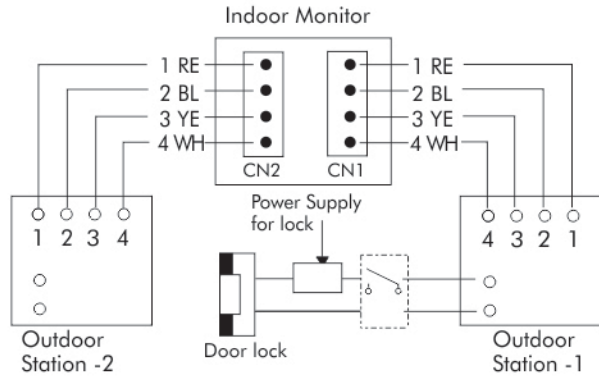 Indoor Monitor
1 RE
2 BL
3 YE
4 WH
CN2
CN1
1 RE
2 BL
3 YE
4 WH
1 2 3 4
Outdoor
Station -2
Power Supply
for lock
Door lock
4 3 2 1
Outdoor
Station -1